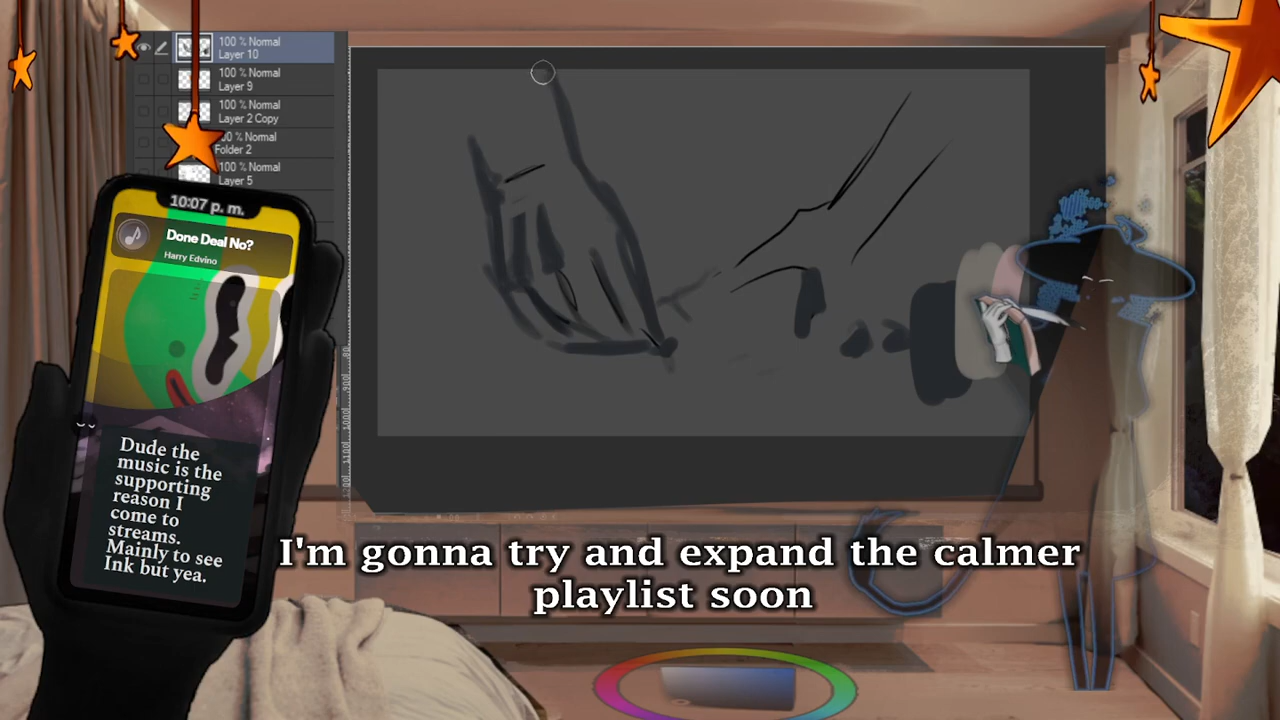 100 % Normal
Layer 10
100 % Normal
Layer 9
100 % Normal
Layer 2 Copy
Normal
Folder 2
100 % Normal
Layer 5
10:07 p. m.
Done Deal No?
Harry Edvino
Dude the
music is the
supporting
reason I
come to
streams.
Mainly to see
Ink but yea.
I'm gonna try and expand the calmer
playlist soon